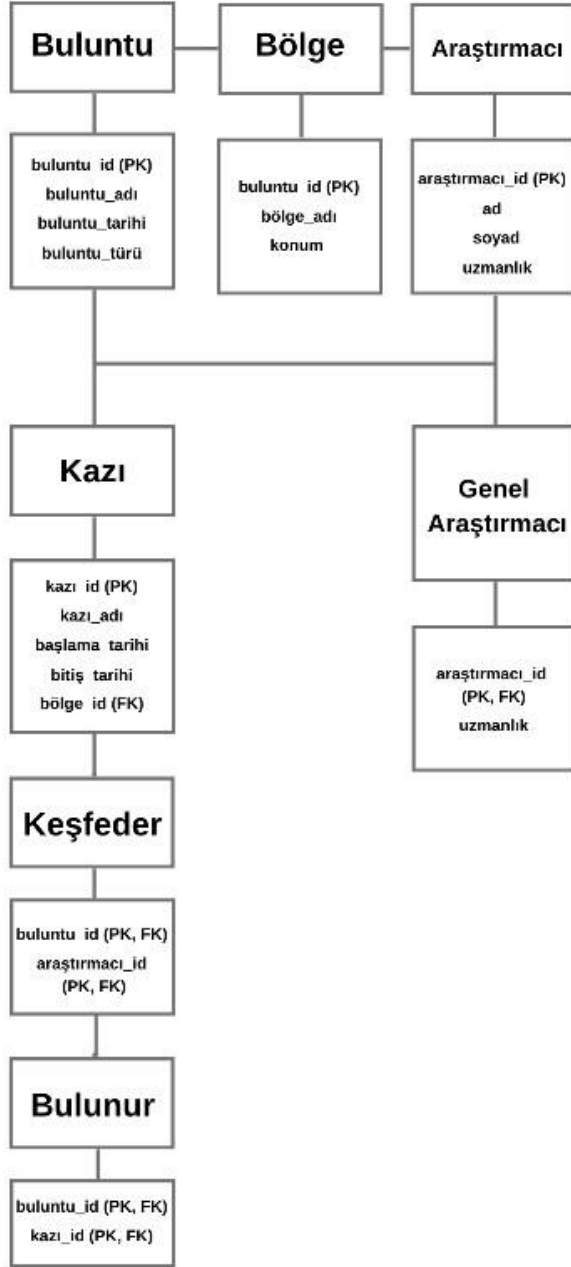 Buluntu
Bölge
Araştırmacı
buluntu id (PK)
buluntu_adı
buluntu_tarihi
buluntu_türü
buluntu id (PK)
bölge_adı
konum
araştırmacı_id (PK)
ad
soyad
uzmanlık
Kazı
Genel
Araştırmacı
kazı id (PK)
kazı_adı
başlama tarihi
bitiş tarihi
bölge id (FK)
araştırmacı_id
(PK, FK)
uzmanlık
Keşfeder
buluntu id (PK, FK)
araştırmacı_id
(PK, FK)
Bulunur
buluntu_id (PK, FK)
kazı_id (PK, FK)